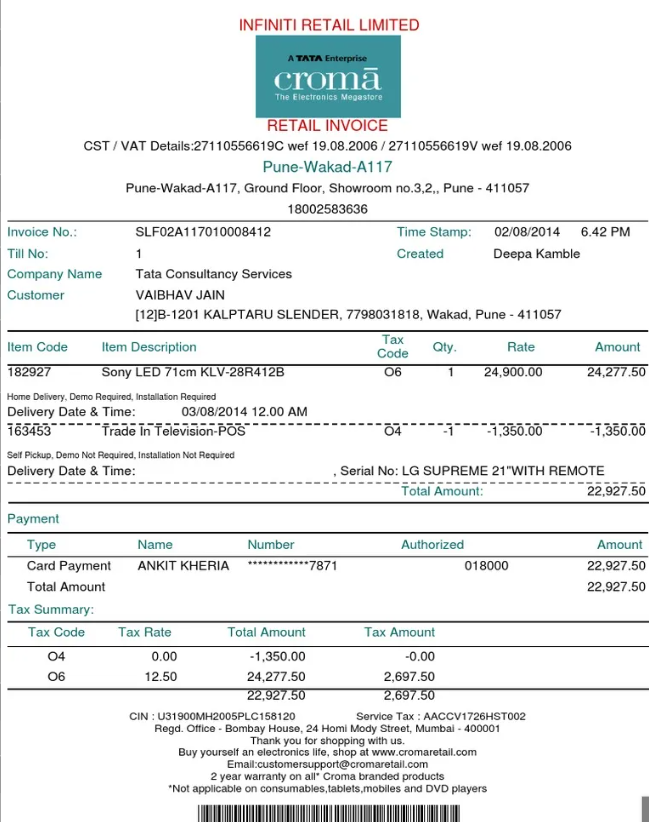 INFINITI RETAIL LIMITED
A TATA Enterprise
cromā
The Electronics Megastore
RETAIL INVOICE
CST / VAT Details:27110556619C wef 19.08.2006 / 27110556619V wef 19.08.2006
Pune-Wakad-A117
Pune-Wakad-A117, Ground Floor, Showroom no.3,2,, Pune - 411057
18002583636
Invoice No.: SLF02A117010008412 Time Stamp: 02/08/2014 6.42 PM
Till No: 1 Created Deepa Kamble
Company Name Tata Consultancy Services
Customer VAIBHAV JAIN
[12]B-1201 KALPTARU SLENDER, 7798031818, Wakad, Pune - 411057
Item Code Item Description Tax Code Qty. Rate Amount
182927 Sony LED 71cm KLV-28R412B O6 1 24,900.00 24,277.50
Home Delivery, Demo Required, Installation Required
Delivery Date & Time: 03/08/2014 12.00 AM
163453 Trade In Television-POS O4 -1 -1,350.00 -1,350.00
Self Pickup, Demo Not Required, Installation Not Required
Delivery Date & Time: , Serial No: LG SUPREME 21"WITH REMOTE
Total Amount: 22,927.50
Payment
Type Name Number Authorized Amount
Card Payment ANKIT KHERIA ************7871 018000 22,927.50
Total Amount 22,927.50
Tax Summary:
Tax Code Tax Rate Total Amount Tax Amount
O4 0.00 -1,350.00 -0.00
O6 12.50 24,277.50 2,697.50
22,927.50 2,697.50
CIN : U31900MH2005PLC158120 Service Tax : AACCV1726HST002
Regd. Office - Bombay House, 24 Homi Mody Street, Mumbai - 400001
Thank you for shopping with us.
Buy yourself an electronics life, shop at www.cromaretail.com
Email:customersupport@cromaretail.com
2 year warranty on all* Croma branded products
*Not applicable on consumables,tablets,mobiles and DVD players